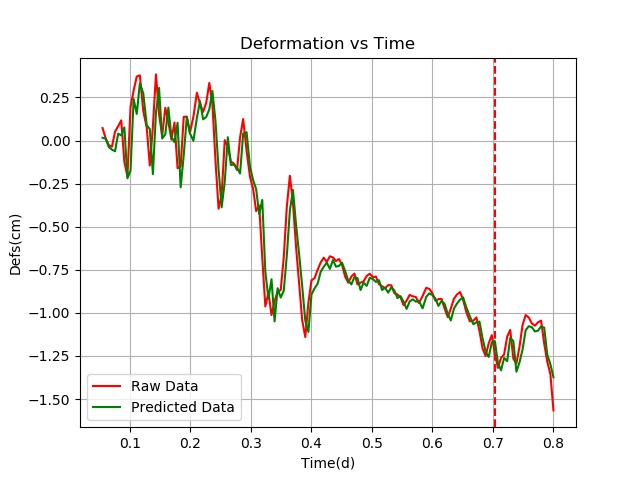 Deformation vs Time
Defs(cm)
0.25
0.00
−0.25
−0.50
−0.75
−1.00
−1.25
−1.50
Raw Data
Predicted Data
0.1 0.2 0.3 0.4 0.5 0.6 0.7 0.8
Time(d)